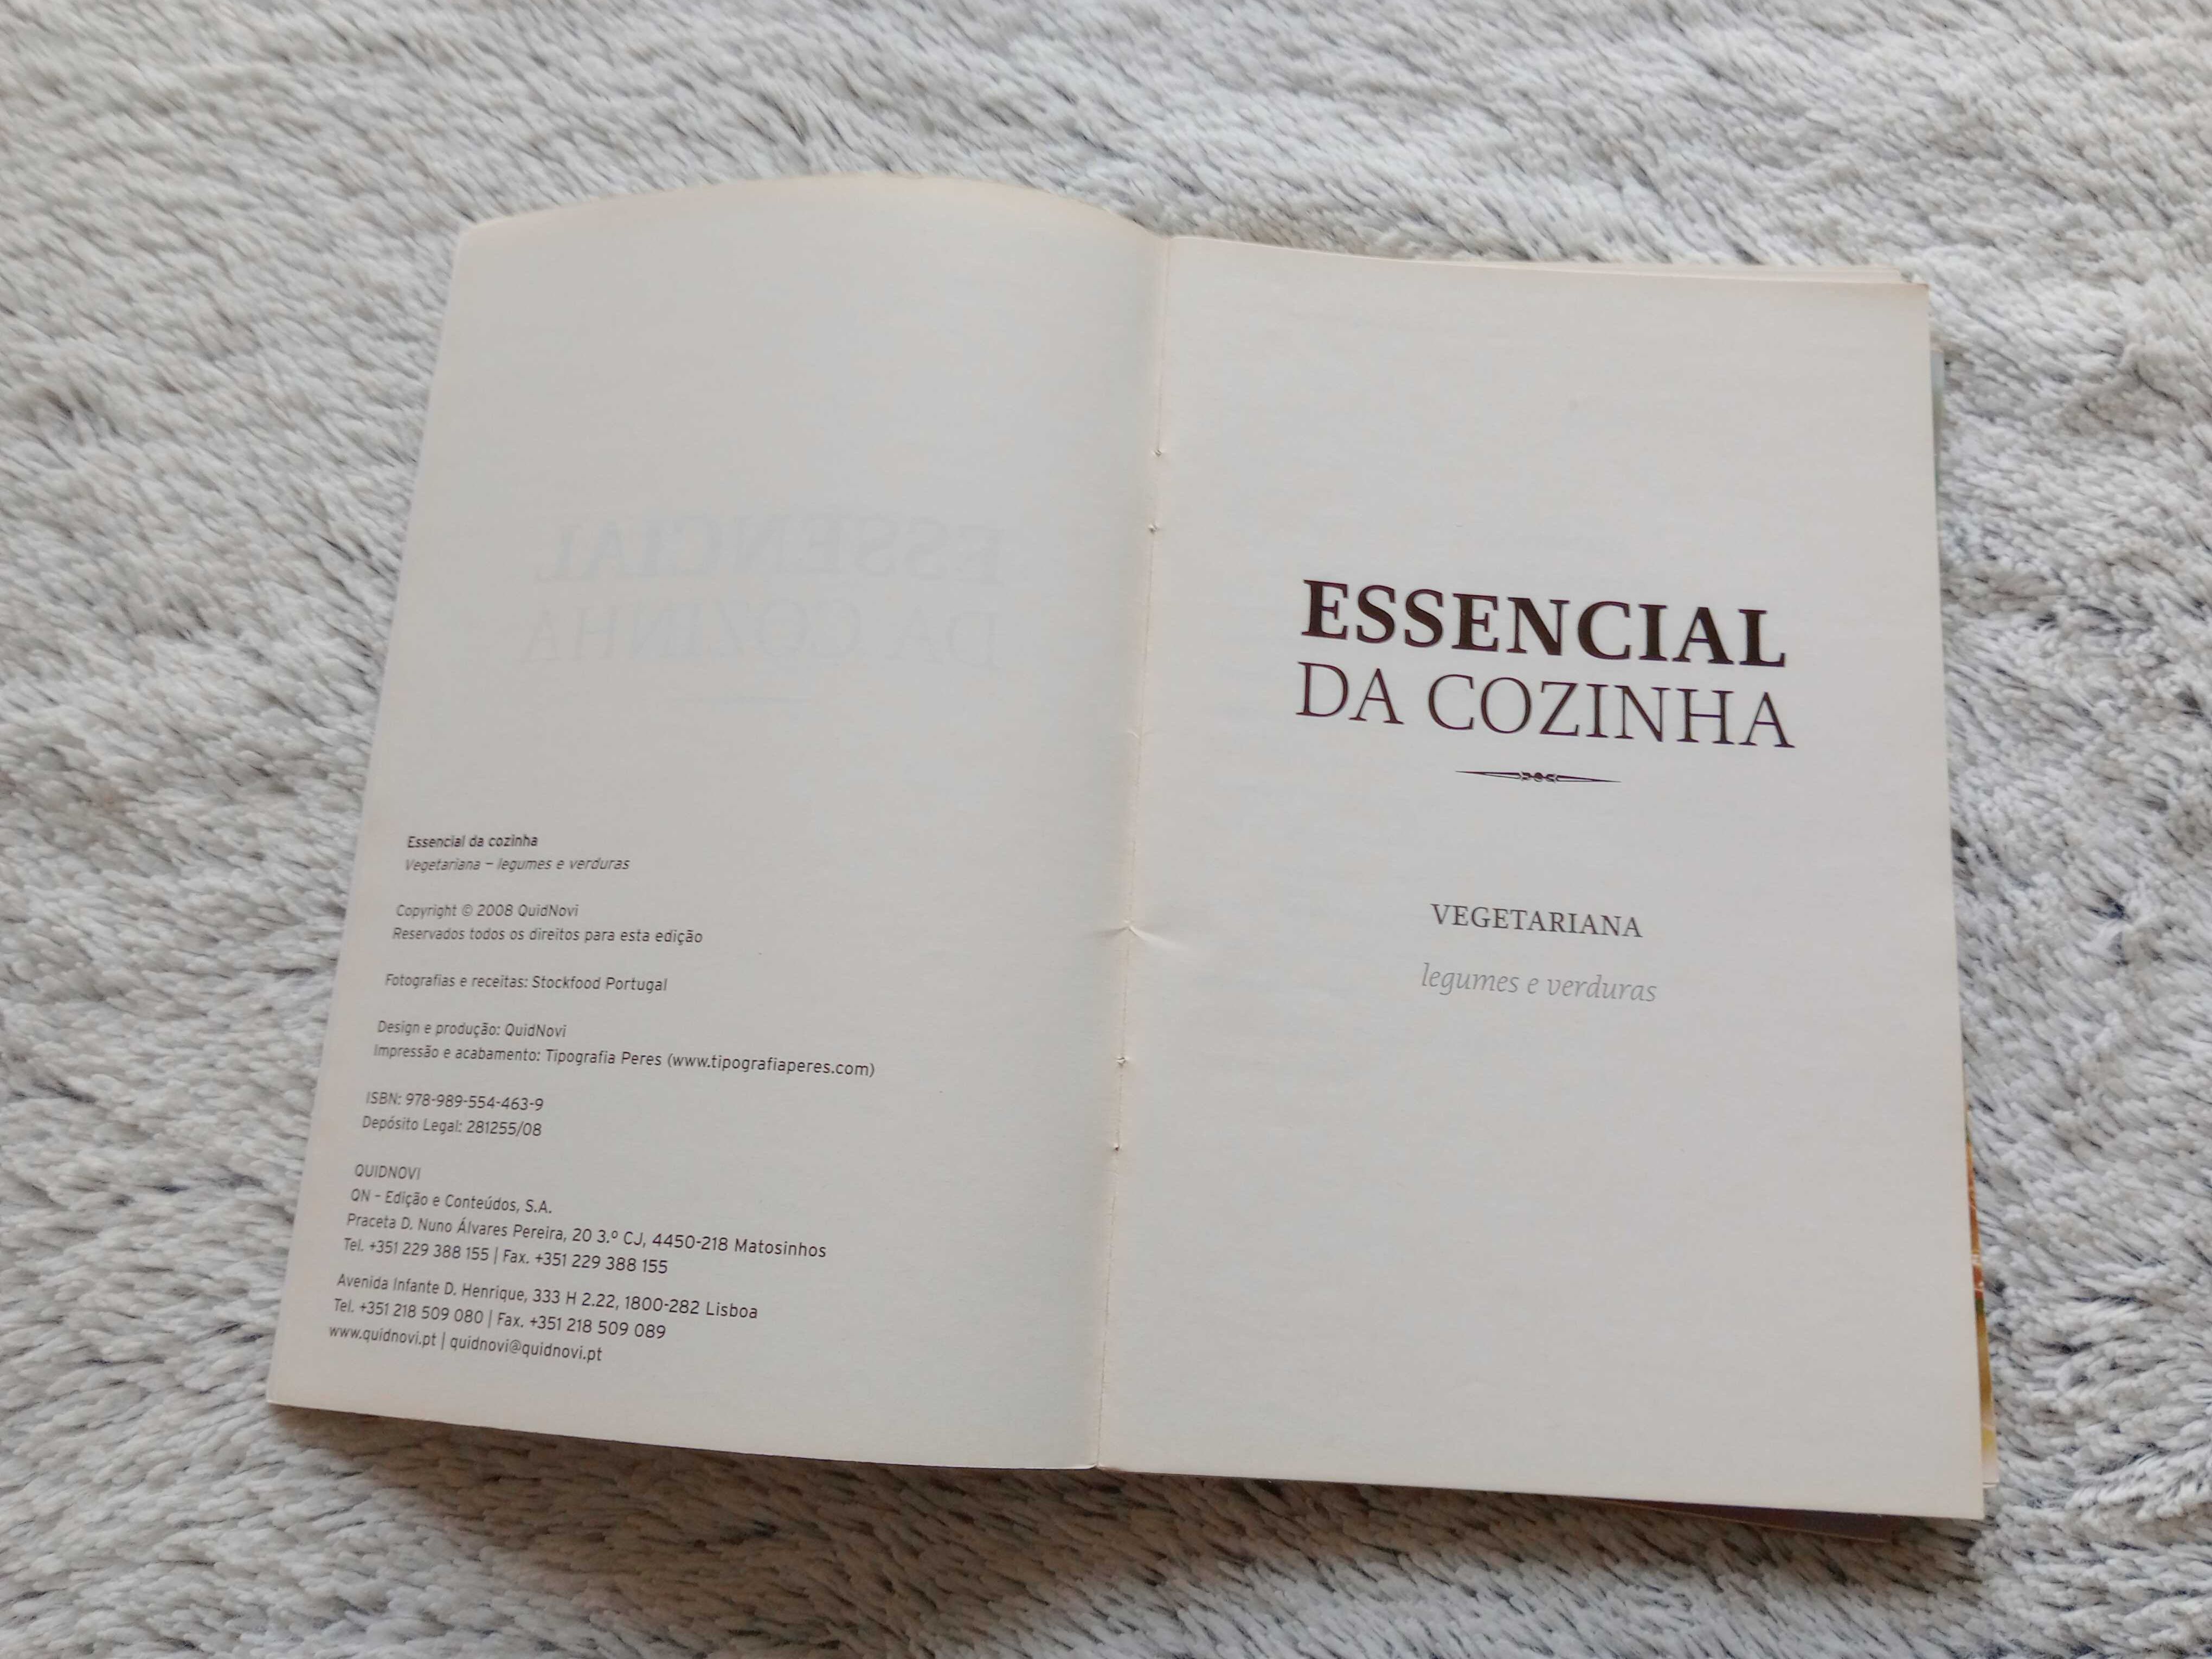 Essencial da cozinha
Vegetariana – legumes e verduras
Copyright © 2008 QuidNovi
Reservados todos os direitos para esta edição
Fotografias e receitas: Stockfood Portugal
Design e produção: QuidNovi
Impressão e acabamento: Tipografia Peres (www.tipografiaperes.com)
ISBN: 978-989-554-463-9
Depósito Legal: 281255/08
QUIDNOVI
QN – Edição e Conteúdos, S.A.
Praceta D. Nuno Álvares Pereira, 20 3.º CJ, 4450-218 Matosinhos
Tel. +351 229 388 155 | Fax. +351 229 388 155
Avenida Infante D. Henrique, 333 H 2.22, 1800-282 Lisboa
Tel. +351 218 509 080 | Fax. +351 218 509 089
www.quidnovi.pt | quidnovi@quidnovi.pt
ESSENCIAL
DA COZINHA
VEGETARIANA
legumes e verduras